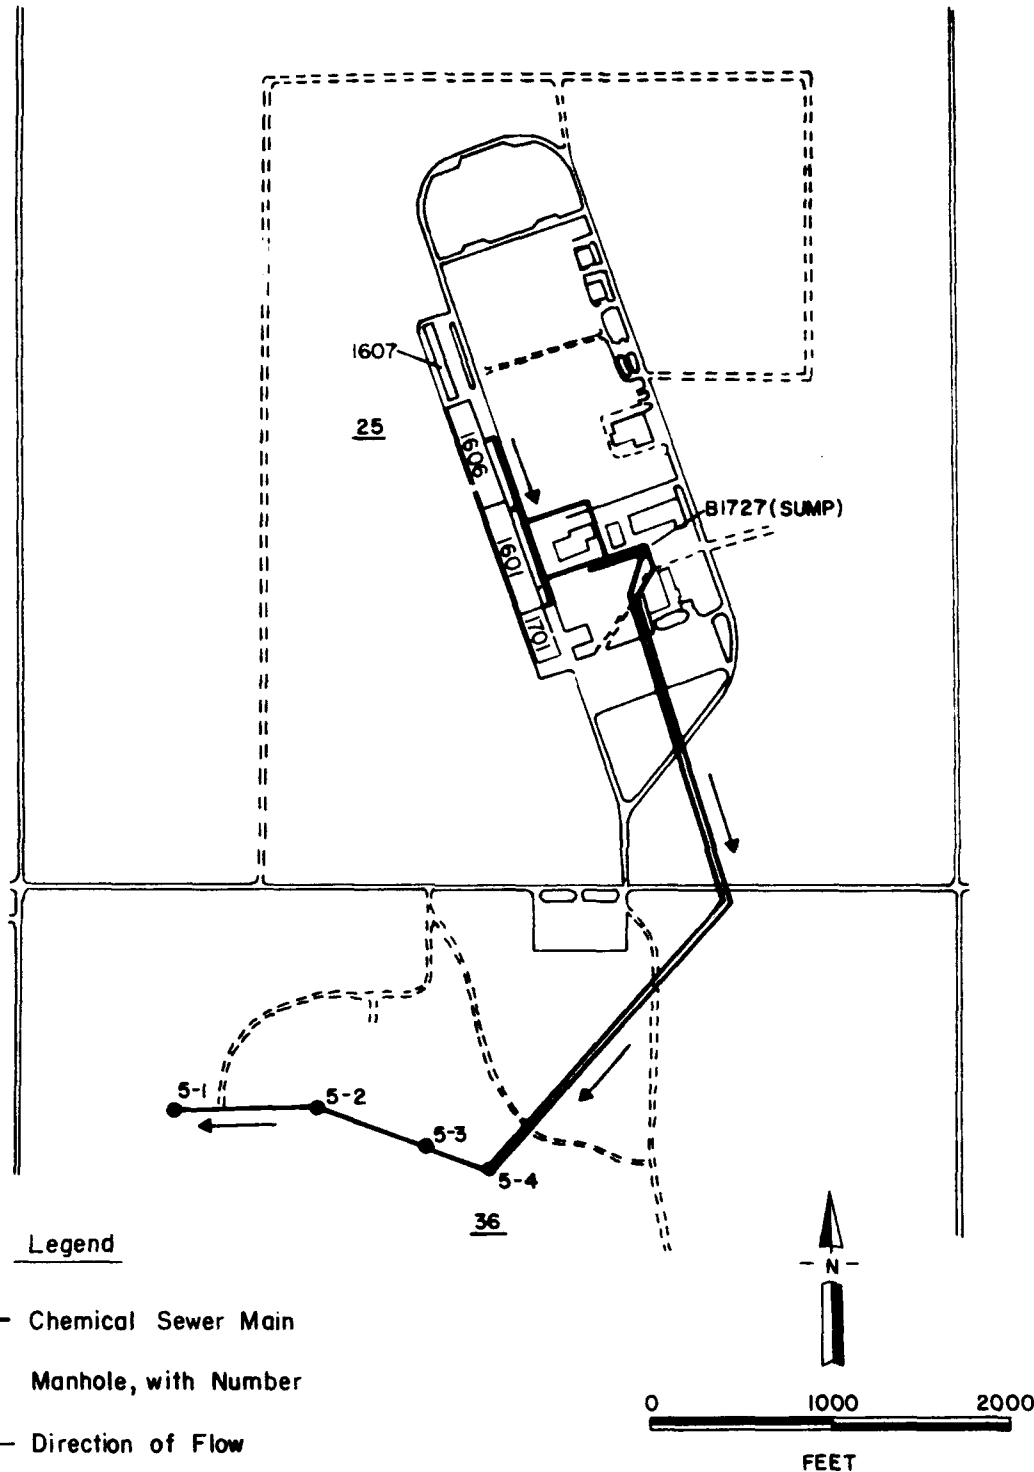 1607
25
1606
B1727(SUMP)
1601
1701
5-1
5-2
5-3
5-4
36
Legend
Chemical Sewer Main
Manhole, with Number
Direction of Flow
N
0 1000 2000
FEET